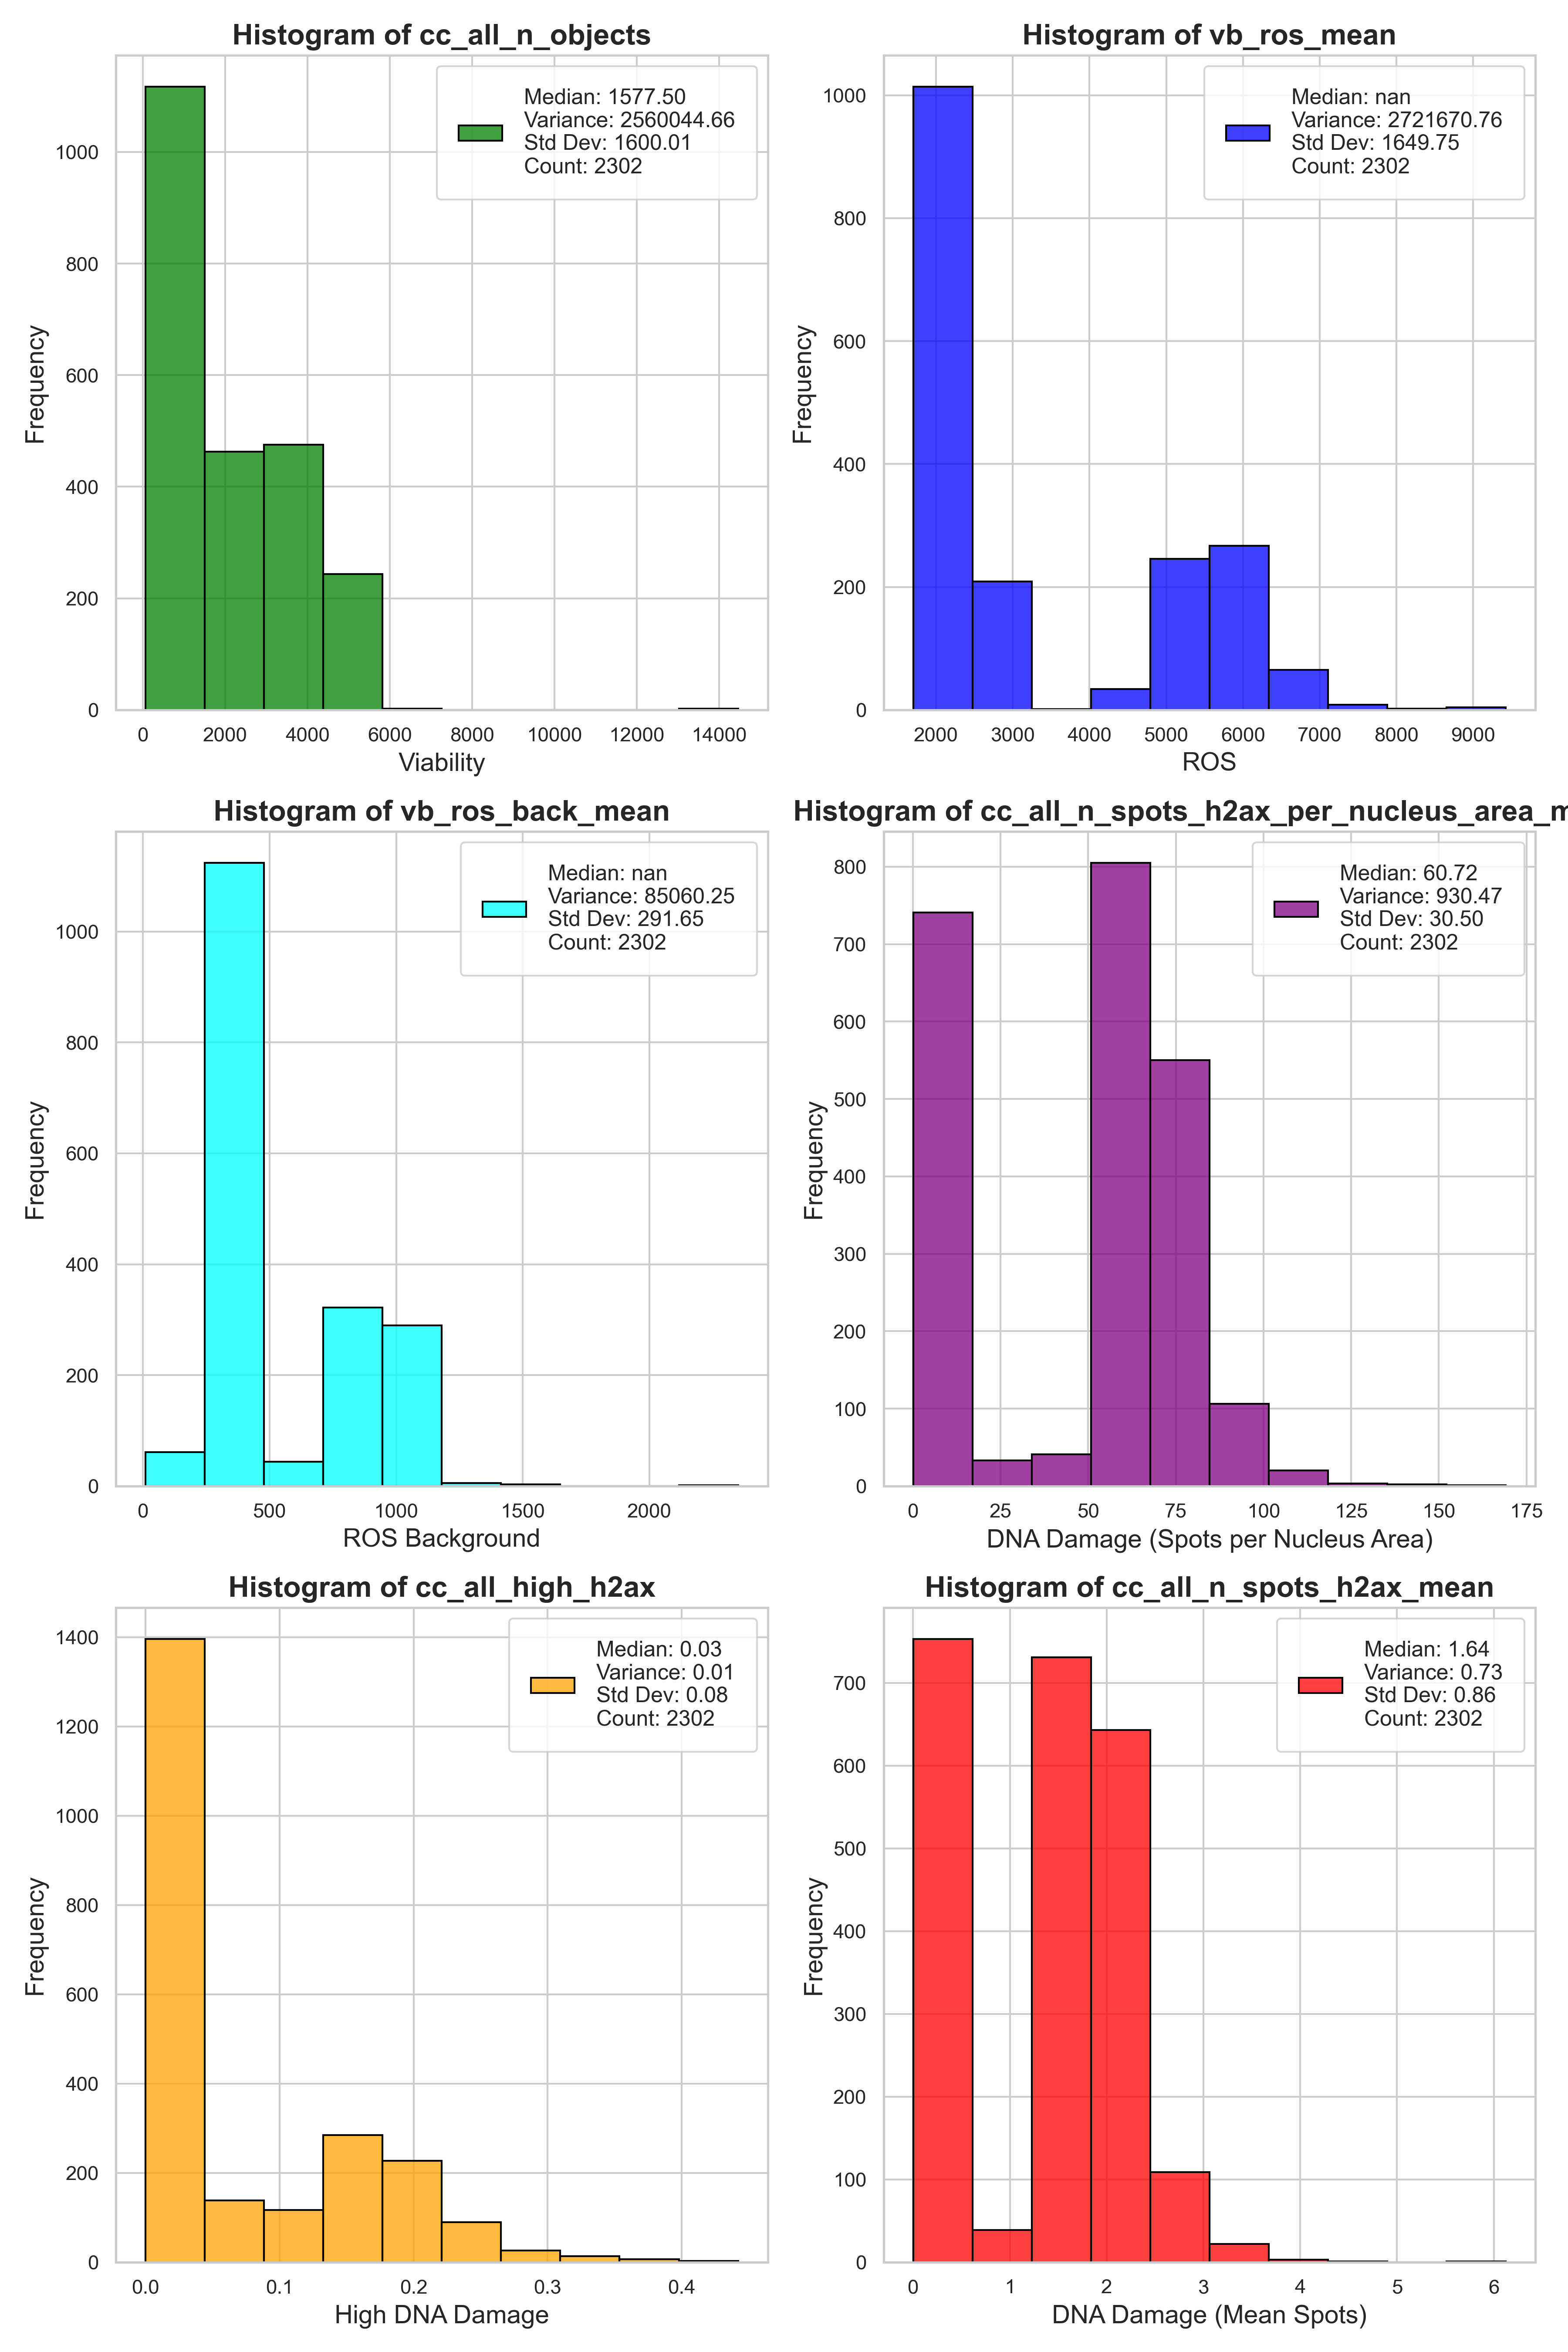 Histogram of cc_all_n_objects
Median: 1577.50
Variance: 2560044.66
Std Dev: 1600.01
Count: 2302
Frequency
1000
800
600
400
200
0
0 2000 4000 6000 8000 10000 12000 14000
Viability
Histogram of vb_ros_mean
Median: nan
Variance: 2721670.76
Std Dev: 1649.75
Count: 2302
Frequency
1000
800
600
400
200
0
2000 3000 4000 5000 6000 7000 8000 9000
ROS
Histogram of vb_ros_back_mean
Median: nan
Variance: 85060.25
Std Dev: 291.65
Count: 2302
Frequency
1000
800
600
400
200
0
0 500 1000 1500 2000
ROS Background
Histogram of cc_all_n_spots_h2ax_per_nucleus_area_m
Median: 60.72
Variance: 930.47
Std Dev: 30.50
Count: 2302
Frequency
800
700
600
500
400
300
200
100
0
0 25 50 75 100 125 150 175
DNA Damage (Spots per Nucleus Area)
Histogram of cc_all_high_h2ax
Median: 0.03
Variance: 0.01
Std Dev: 0.08
Count: 2302
Frequency
1400
1200
1000
800
600
400
200
0
0.0 0.1 0.2 0.3 0.4
High DNA Damage
Histogram of cc_all_n_spots_h2ax_mean
Median: 1.64
Variance: 0.73
Std Dev: 0.86
Count: 2302
Frequency
700
600
500
400
300
200
100
0
0 1 2 3 4 5 6
DNA Damage (Mean Spots)